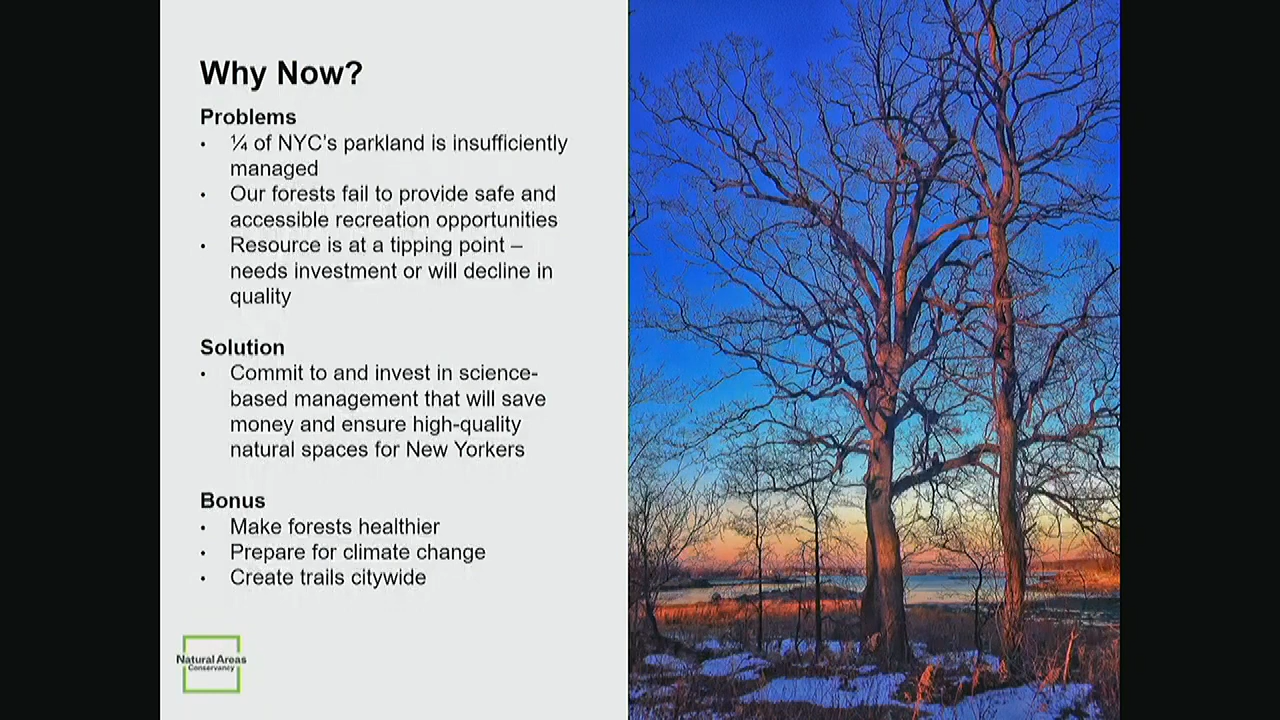 Why Now?
Problems
• ¼ of NYC's parkland is insufficiently
managed
• Our forests fail to provide safe and
accessible recreation opportunities
• Resource is at a tipping point –
needs investment or will decline in
quality
Solution
• Commit to and invest in science-
based management that will save
money and ensure high-quality
natural spaces for New Yorkers
Bonus
• Make forests healthier
• Prepare for climate change
• Create trails citywide
Natural Areas
Conservancy